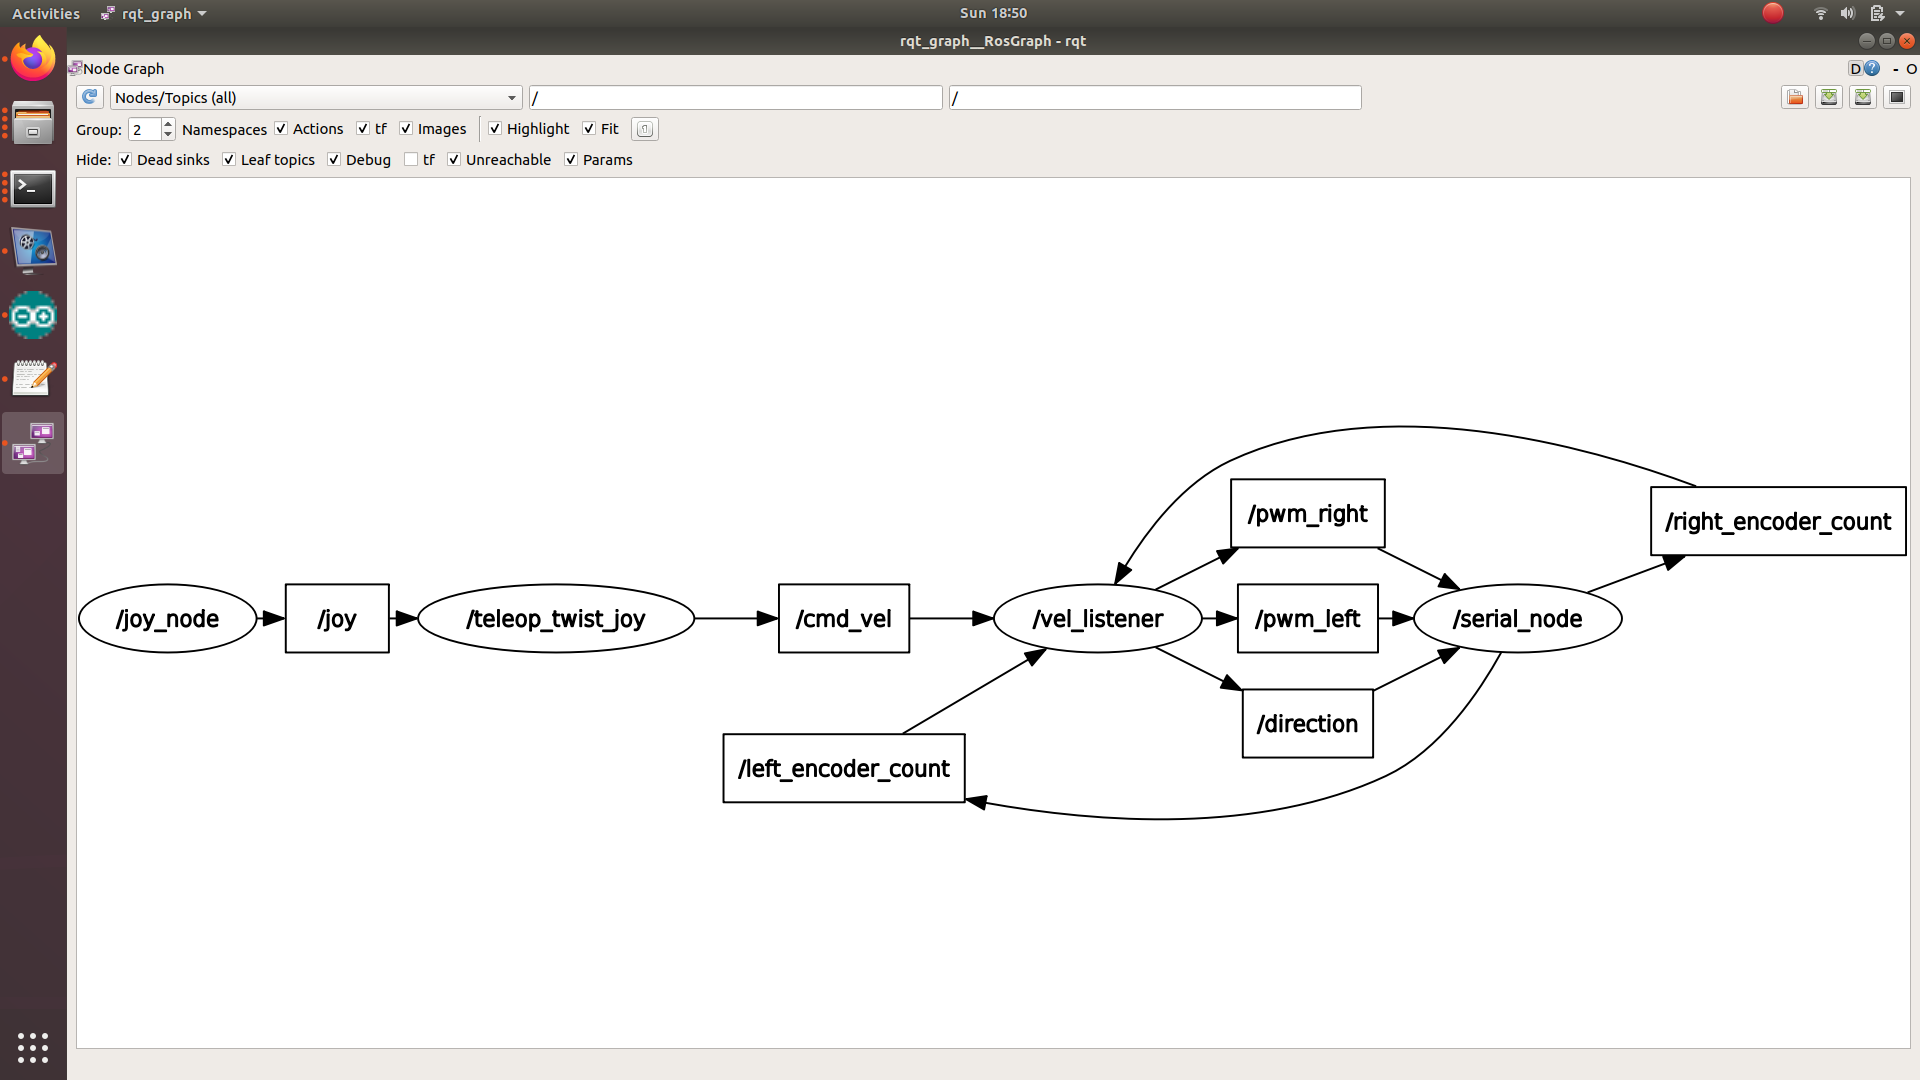 Activities rqt_graph Sun 18:50
rqt_graph__RosGraph - rqt
Node Graph D ? - O
Nodes/Topics (all) / /
Group: 2 Namespaces Actions tf Images Highlight Fit
Hide: Dead sinks Leaf topics Debug tf Unreachable Params
/pwm_right
/right_encoder_count
/joy_node /joy /teleop_twist_joy /cmd_vel /vel_listener /pwm_left /serial_node
/direction
/left_encoder_count